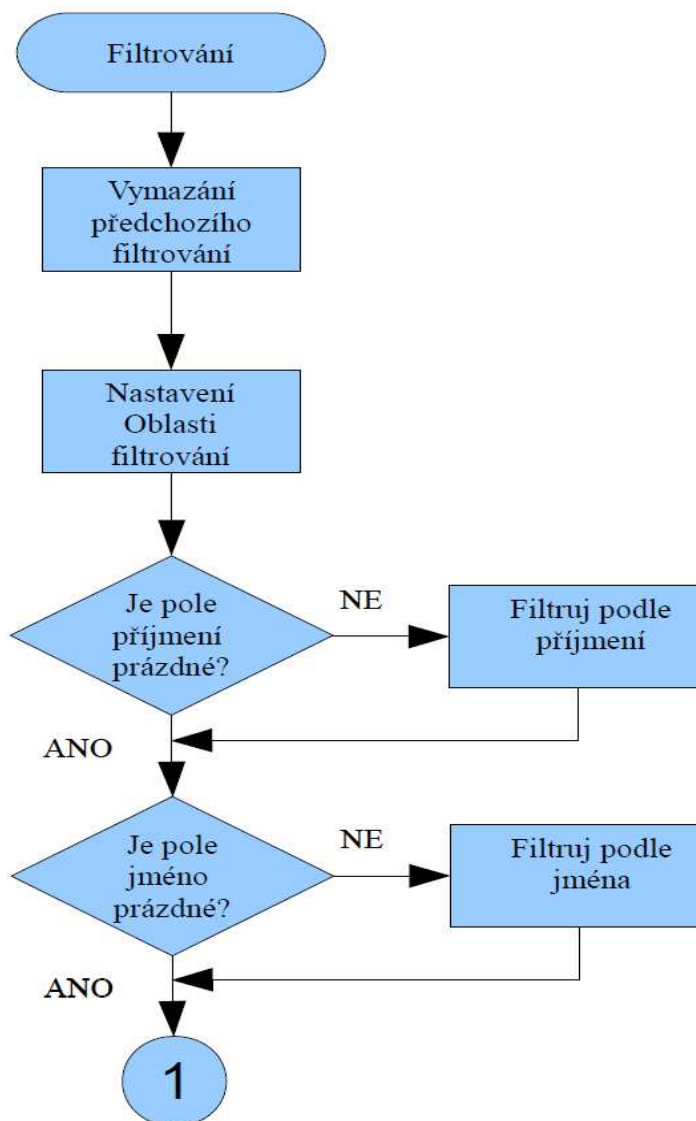 Filtrování
Vymazání
předchozího
filtrování
Nastavení
Oblasti
filtrování
Je pole
příjmení
prázdné?
NE
Filtruj podle
příjmení
ANO
Je pole
jméno
prázdné?
NE
Filtruj podle
jména
ANO
1